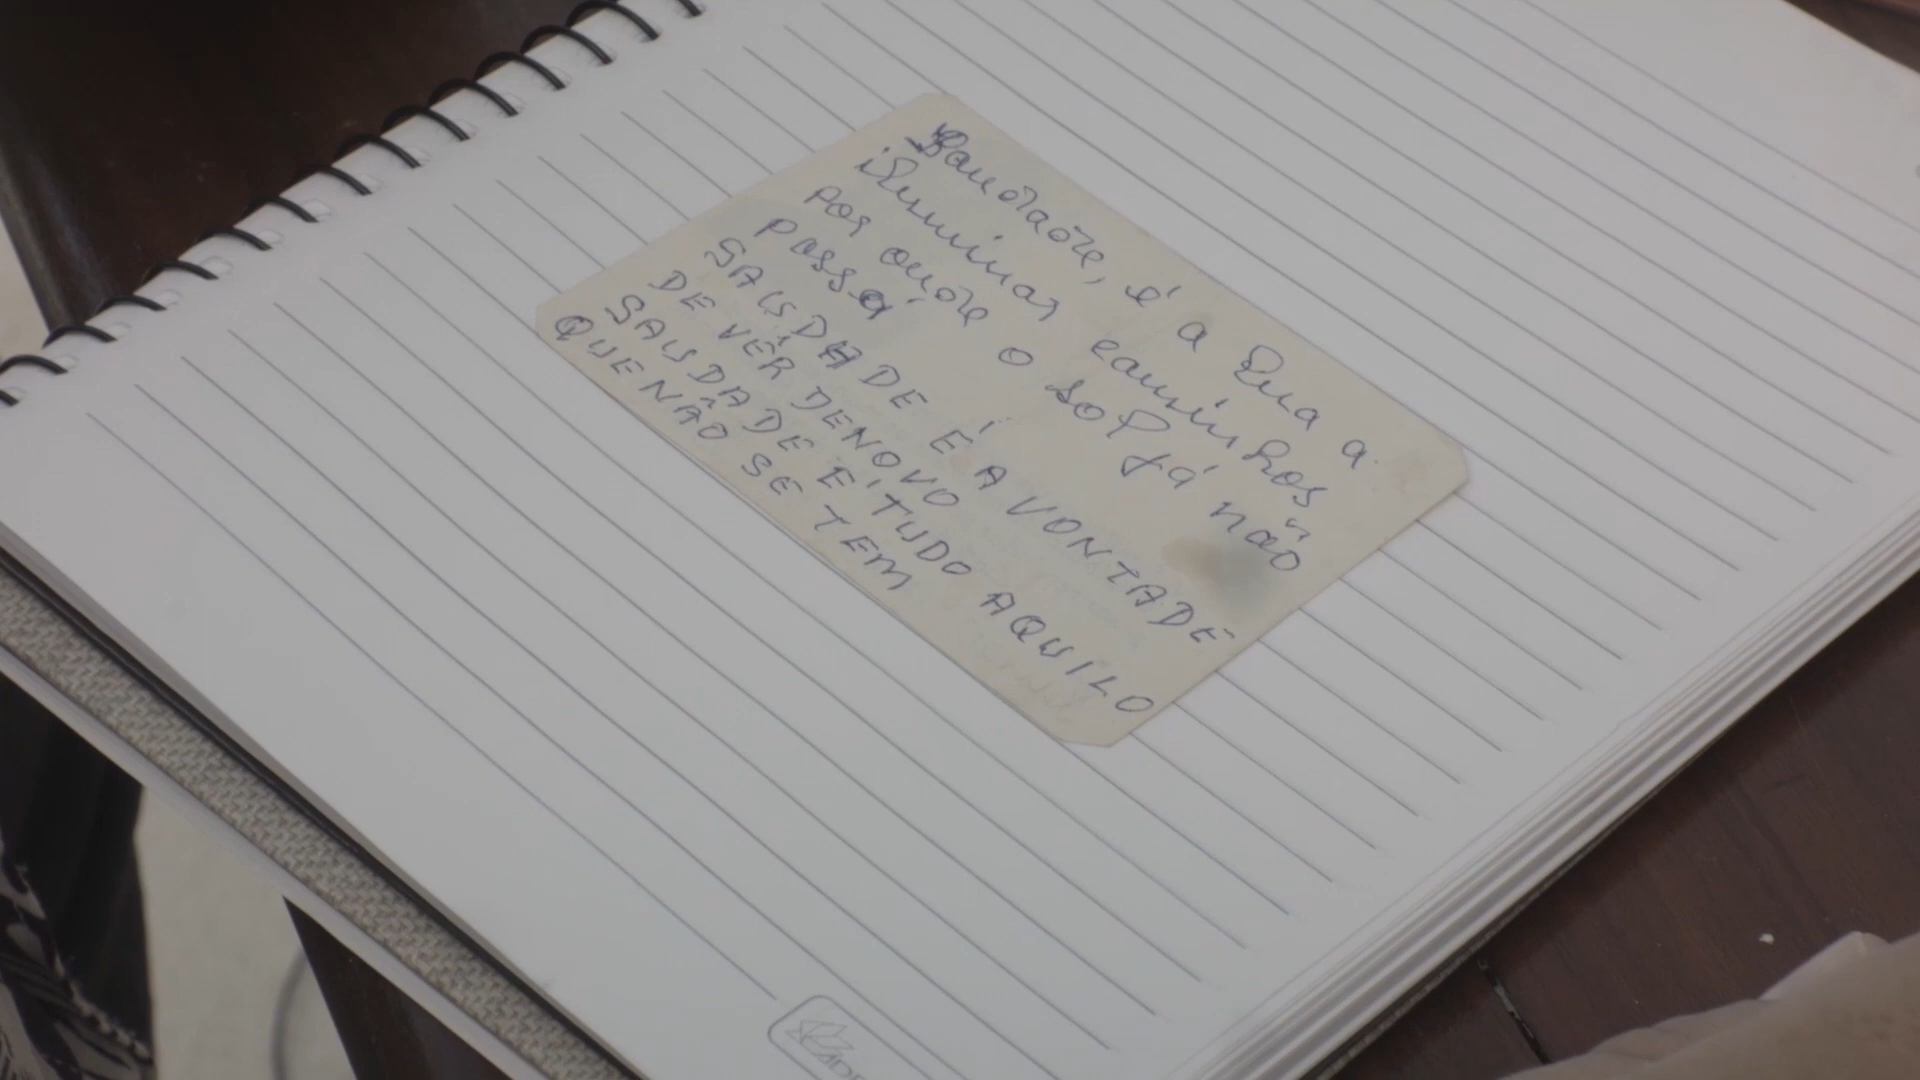 Saudade, é a lua a
iluminar caminhos
por onde o sol já não
passa
SAUDADE É A VONTADE
DE VÊR DENOVO
SAUDADE É TUDO AQUILO
QUE NÃO SE TEM